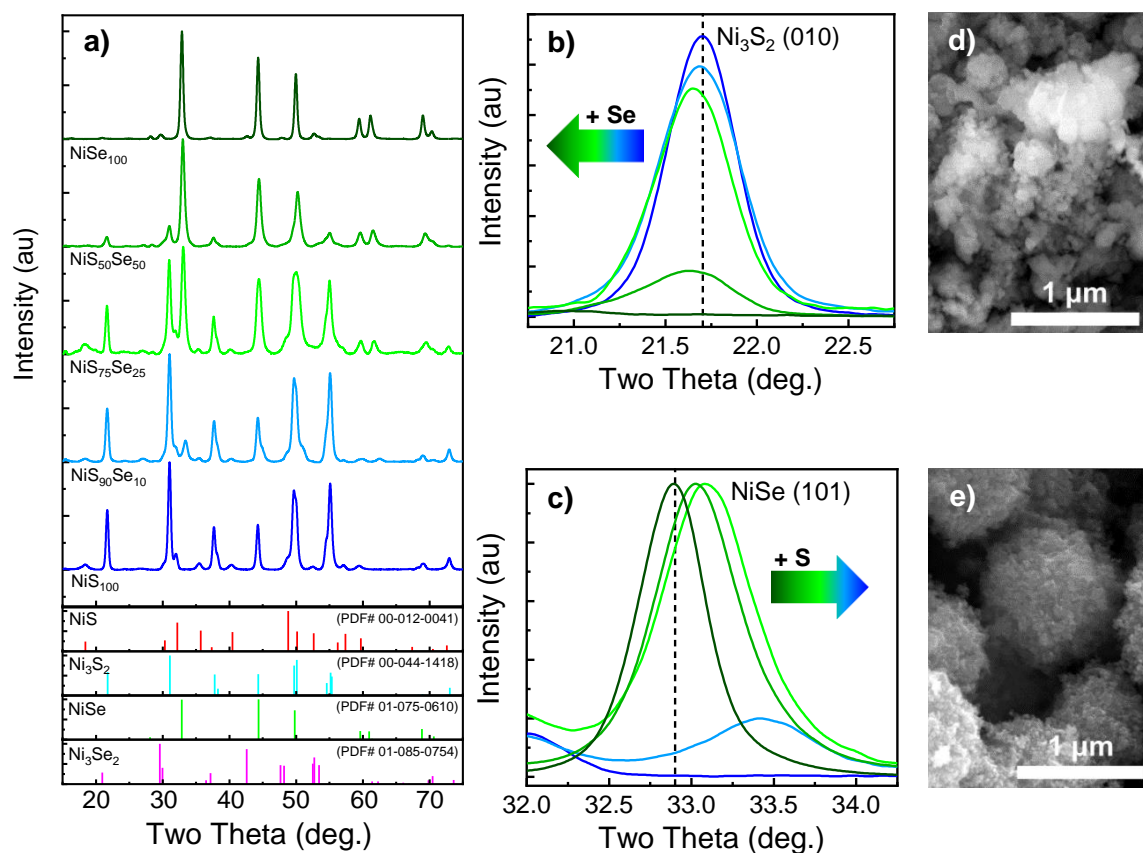 a)
NiSe₁₀₀
NiS₅₀Se₅₀
NiS₇₅Se₂₅
NiS₉₀Se₁₀
NiS₁₀₀
Intensity (au)
NiS (PDF# 00-012-0041)
Ni₃S₂ (PDF# 00-044-1418)
NiSe (PDF# 01-075-0610)
Ni₃Se₂ (PDF# 01-085-0754)
20 30 40 50 60 70
Two Theta (deg.)
b) Ni₃S₂ (010)
+ Se
Intensity (au)
21.0 21.5 22.0 22.5
Two Theta (deg.)
c) NiSe (101)
+ S
Intensity (au)
32.0 32.5 33.0 33.5 34.0
Two Theta (deg.)
d)
1 µm
e)
1 µm